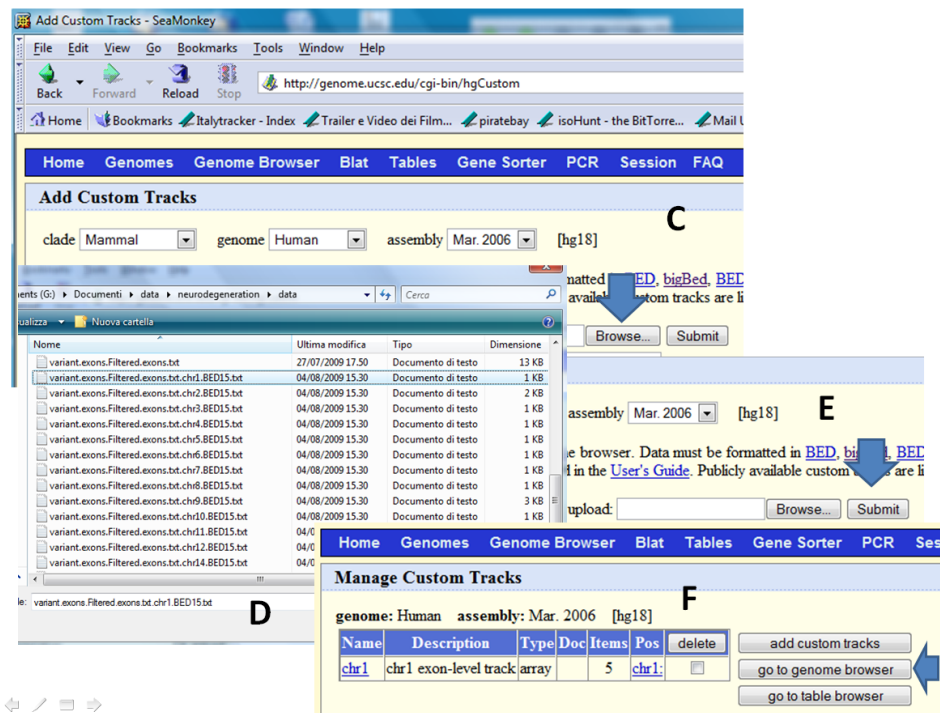 Add Custom Tracks - SeaMonkey
File Edit View Go Bookmarks Tools Window Help
Back Forward Reload Stop http://genome.ucsc.edu/cgi-bin/hgCustom
Home Bookmarks Italytracker - Index Trailer e Video dei Film... piratebay isoHunt - the BitTorre... Mail
Home Genomes Genome Browser Blat Tables Gene Sorter PCR Session FAQ
Add Custom Tracks
C
clade Mammal genome Human assembly Mar. 2006 [hg18]
BED, bigBed, BED
custom tracks are
Browse... Submit
(G:) Documenti data neurodegeneration data Cerca
Nuova cartella
Nome Ultima modifica Tipo Dimensione
variant.exons.Filtered.exons.txt 27/07/2009 17.50 Documento di testo 13 KB
variant.exons.Filtered.exons.txt.chr1.BED15.txt 04/08/2009 15.30 Documento di testo 1 KB
variant.exons.Filtered.exons.txt.chr2.BED15.txt 04/08/2009 15.30 Documento di testo 2 KB
variant.exons.Filtered.exons.txt.chr3.BED15.txt 04/08/2009 15.30 Documento di testo 1 KB
variant.exons.Filtered.exons.txt.chr4.BED15.txt 04/08/2009 15.30 Documento di testo 1 KB
variant.exons.Filtered.exons.txt.chr5.BED15.txt 04/08/2009 15.30 Documento di testo 1 KB
variant.exons.Filtered.exons.txt.chr6.BED15.txt 04/08/2009 15.30 Documento di testo 1 KB
variant.exons.Filtered.exons.txt.chr7.BED15.txt 04/08/2009 15.30 Documento di testo 1 KB
variant.exons.Filtered.exons.txt.chr8.BED15.txt 04/08/2009 15.30 Documento di testo 1 KB
variant.exons.Filtered.exons.txt.chr9.BED15.txt 04/08/2009 15.30 Documento di testo 3 KB
variant.exons.Filtered.exons.txt.chr10.BED15.txt 04/08/2009 15.30 Documento di testo 1 KB
variant.exons.Filtered.exons.txt.chr11.BED15.txt
variant.exons.Filtered.exons.txt.chr12.BED15.txt
variant.exons.Filtered.exons.txt.chr14.BED15.txt
variant.exons.Filtered.exons.txt.chr1.BED15.txt
D
assembly Mar. 2006 [hg18]
E
browser. Data must be formatted in BED, BED
in the User's Guide. Publicly available custom are
upload: Browse... Submit
Home Genomes Genome Browser Blat Tables Gene Sorter PCR
Manage Custom Tracks
F
genome: Human assembly: Mar. 2006 [hg18]
Name Description Type Doc Items Pos delete add custom tracks
chr1 chr1 exon-level track array 5 chr1: go to genome browser
go to table browser